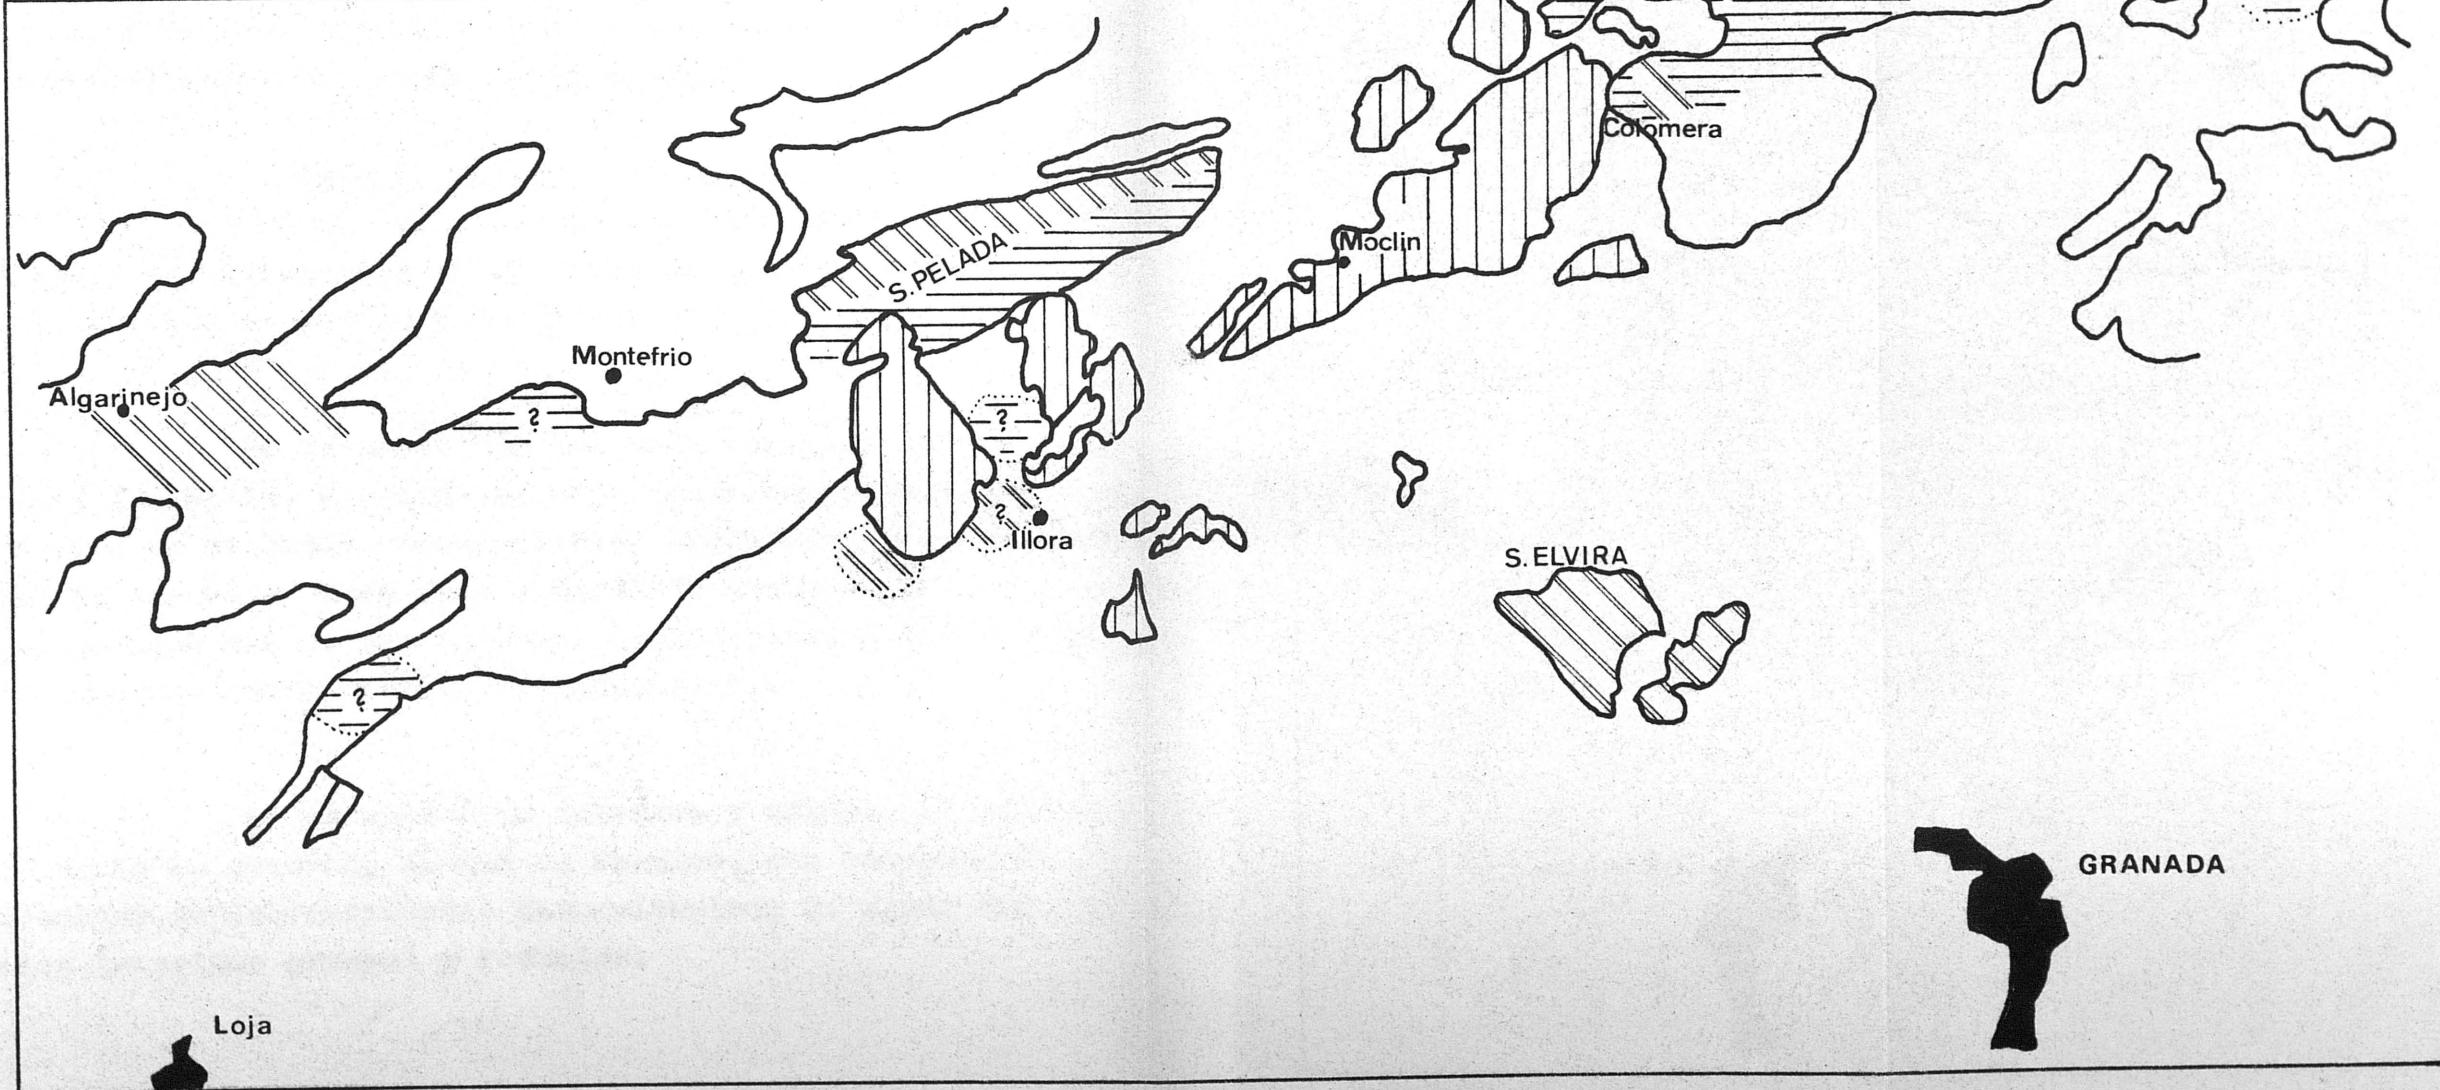 Colomera
Moclin
S. PELADA
Montefrio
Algarinejo
?
?
?
Illora
S. ELVIRA
?
GRANADA
Loja